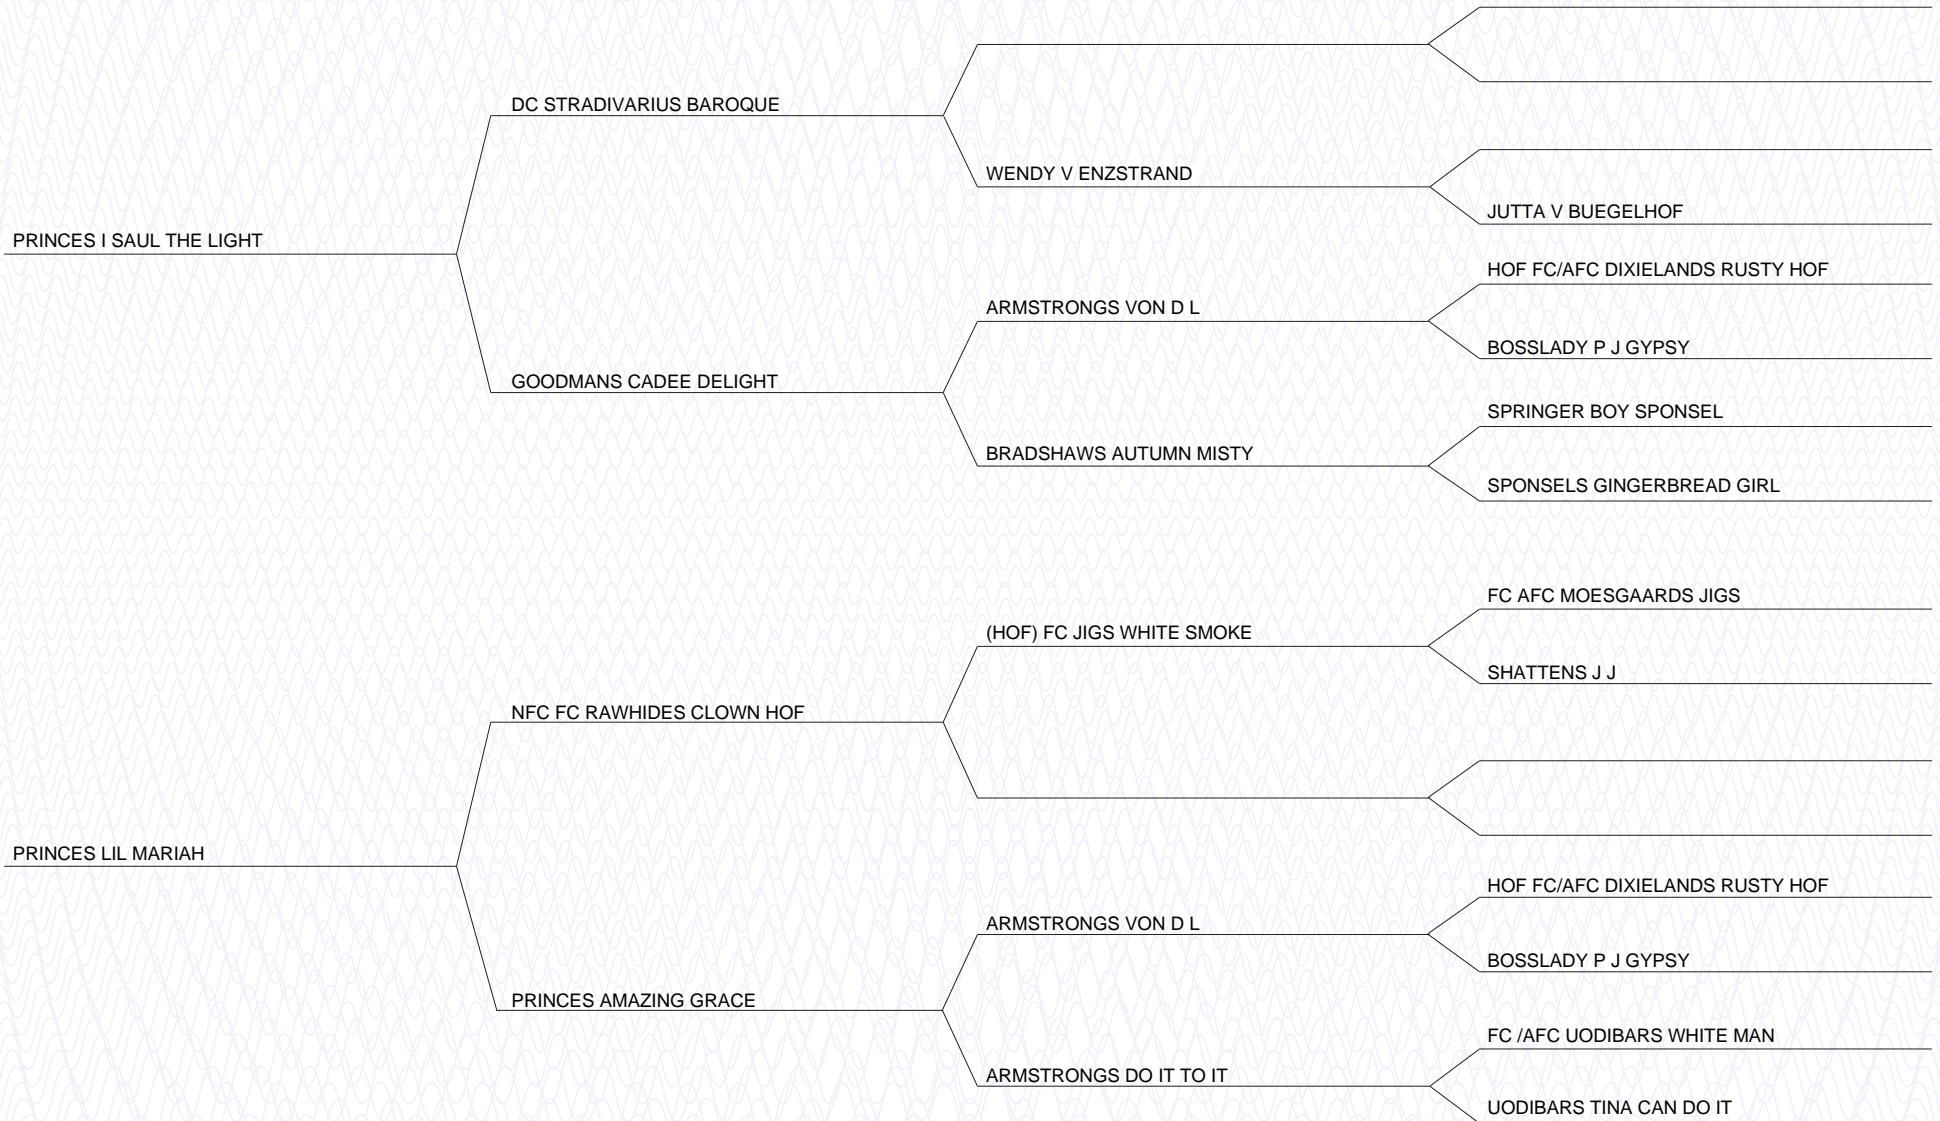 DC STRADIVARIUS BAROQUE
WENDY V ENZSTRAND
JUTTA V BUEGELHOF
PRINCES I SAUL THE LIGHT
HOF FC/AFC DIXIELANDS RUSTY HOF
ARMSTRONGS VON D L
BOSSLADY P J GYPSY
GOODMANS CADEE DELIGHT
SPRINGER BOY SPONSEL
BRADSHAWS AUTUMN MISTY
SPONSELS GINGERBREAD GIRL
FC AFC MOESGAARDS JIGS
(HOF) FC JIGS WHITE SMOKE
SHATTENS J J
NFC FC RAWHIDES CLOWN HOF
PRINCES LIL MARIAH
HOF FC/AFC DIXIELANDS RUSTY HOF
ARMSTRONGS VON D L
BOSSLADY P J GYPSY
PRINCES AMAZING GRACE
FC /AFC UODIBARS WHITE MAN
ARMSTRONGS DO IT TO IT
UODIBARS TINA CAN DO IT